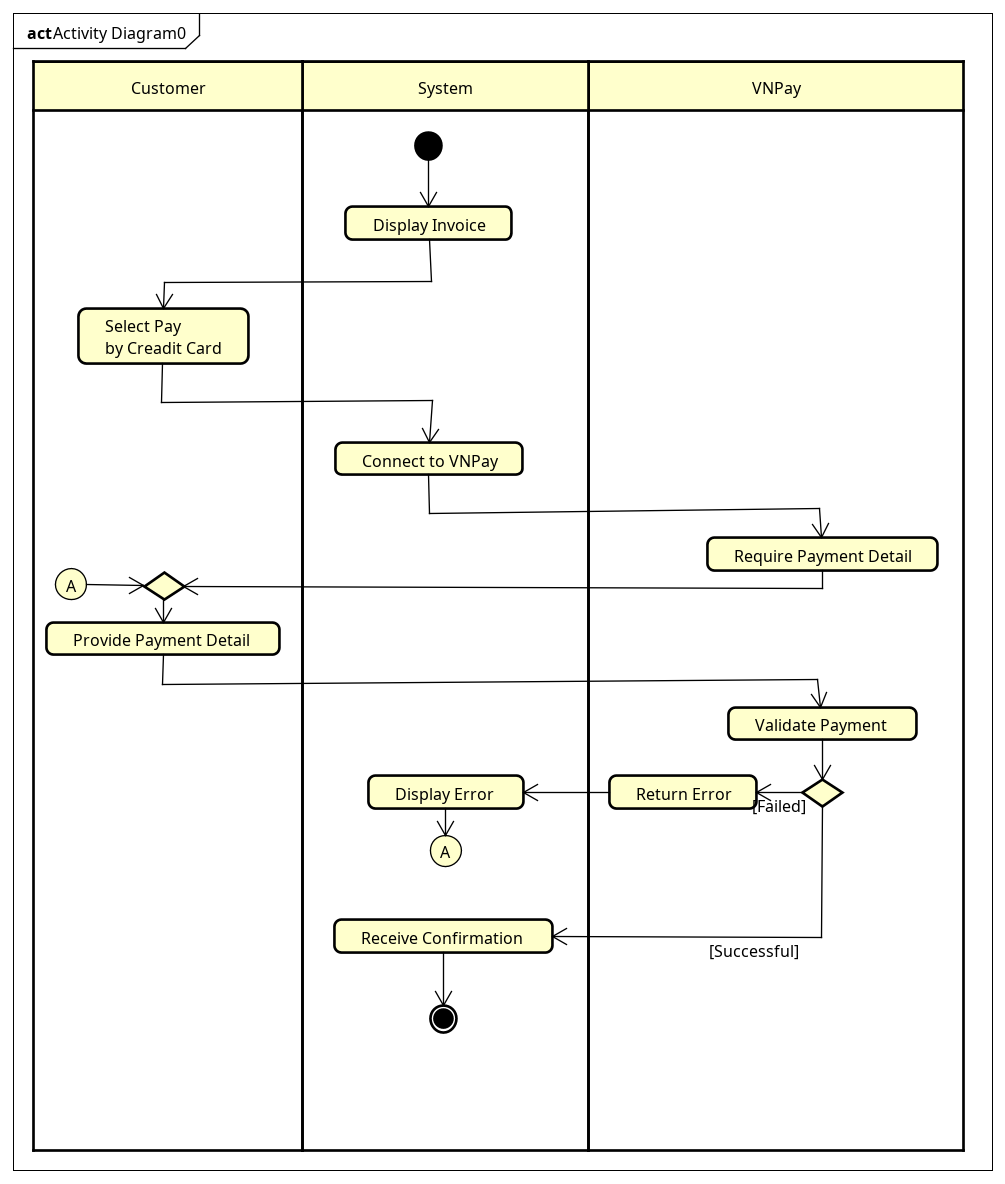 act Activity Diagram0
Customer
System
VNPay
Display Invoice
Select Pay
by Creadit Card
Connect to VNPay
Require Payment Detail
A
Provide Payment Detail
Validate Payment
Display Error
Return Error
[Failed]
A
Receive Confirmation
[Successful]